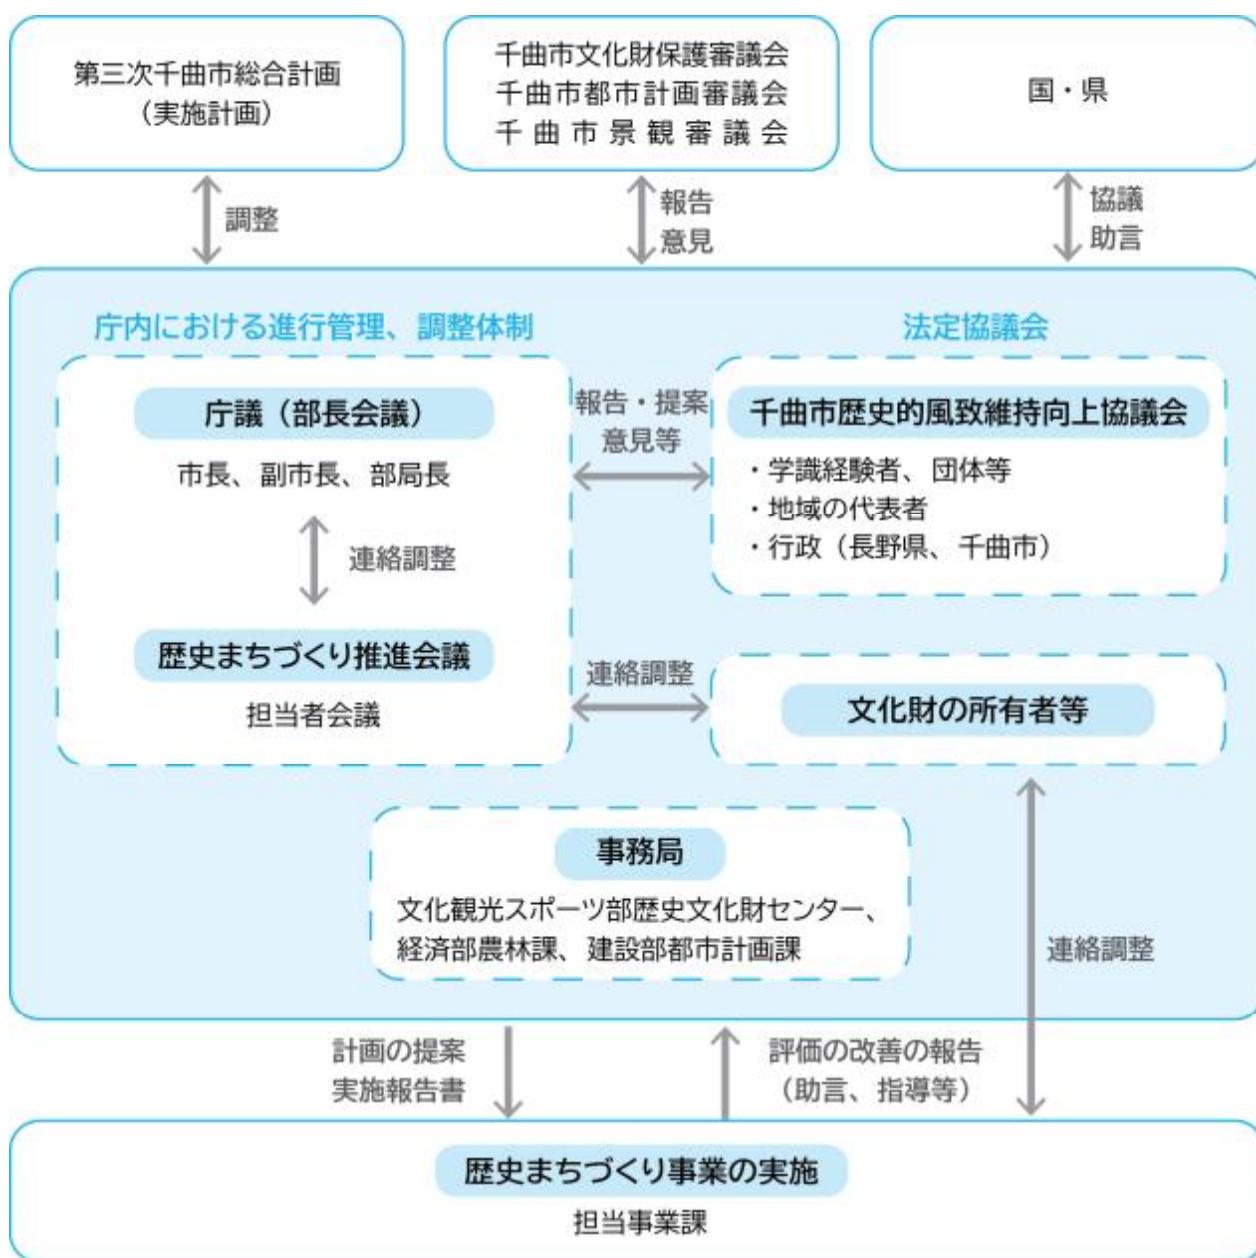 第三次千曲市総合計画
（実施計画）
千曲市文化財保護審議会
千曲市都市計画審議会
千曲市景観審議会
国・県
調整
報告
意見
協議
助言
庁内における進行管理、調整体制
法定協議会
庁議（部長会議）
市長、副市長、部局長
連絡調整
歴史まちづくり推進会議
担当者会議
報告・提案
意見等
千曲市歴史的風致維持向上協議会
・学識経験者、団体等
・地域の代表者
・行政（長野県、千曲市）
連絡調整
文化財の所有者等
事務局
文化観光スポーツ部歴史文化財センター、
経済部農林課、建設部都市計画課
連絡調整
計画の提案
実施報告書
評価の改善の報告
（助言、指導等）
歴史まちづくり事業の実施
担当事業課